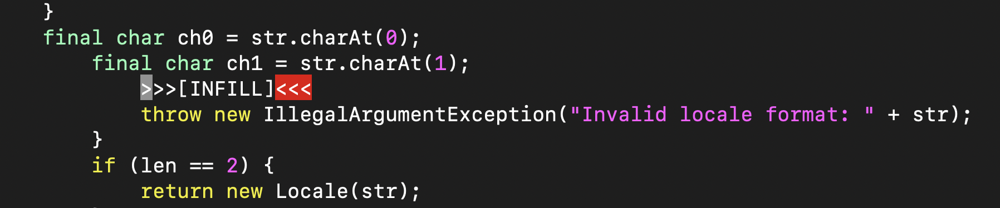 }
final char ch0 = str.charAt(0);
final char ch1 = str.charAt(1);
>>>[INFILL]<<<
throw new IllegalArgumentException("Invalid locale format: " + str);
}
if (len == 2) {
return new Locale(str);